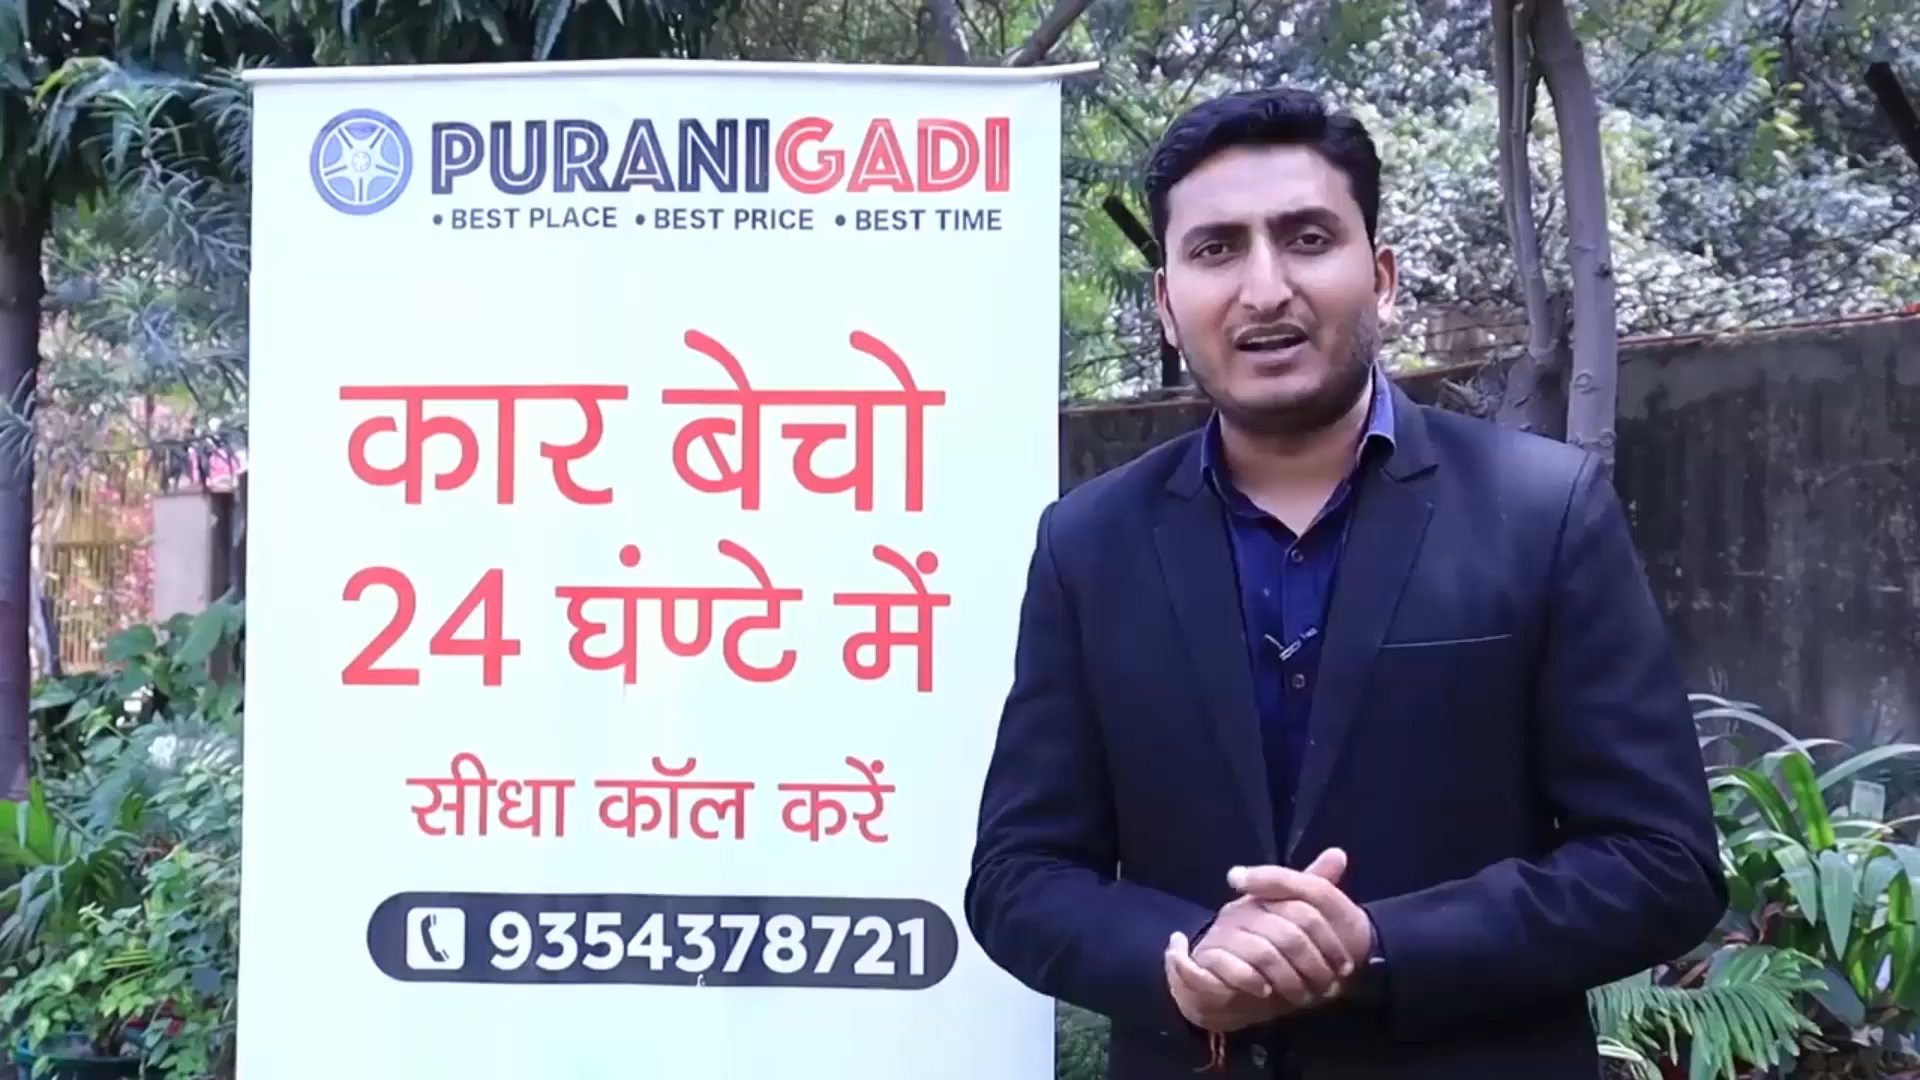 PURANIGADI
• BEST PLACE • BEST PRICE • BEST TIME
कार बेचो
24 घंण्टे में
सीधा कॉल करें
9354378721